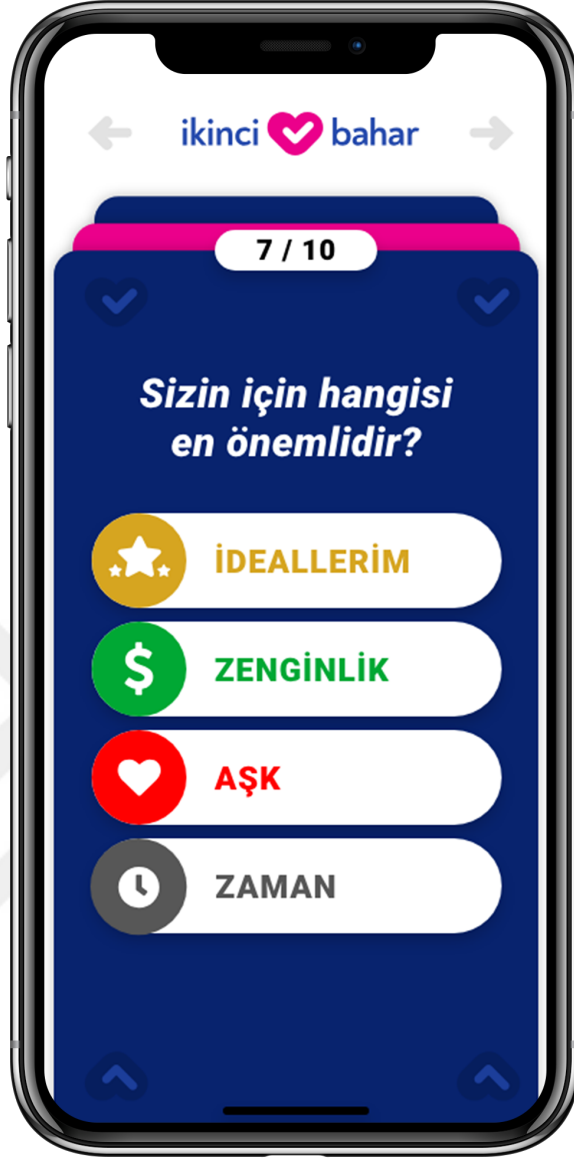 ikinci bahar
7 / 10
Sizin için hangisi
en önemlidir?
İDEALLERİM
$ ZENGİNLİK
AŞK
ZAMAN